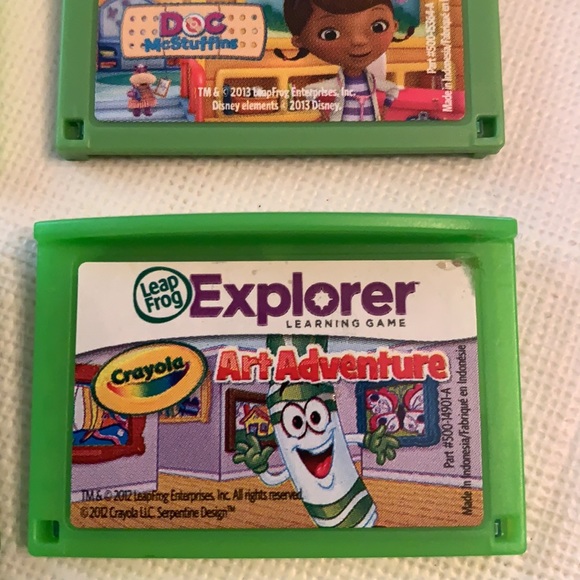 DOC
McStuffins
TM & © 2013 LeapFrog Enterprises, Inc.
Disney elements © 2013 Disney.
Made in Indonesia/Fabriqué en
Leap
Frog
Explorer™
LEARNING GAME
Crayola
Art Adventure
Part #500-14901-A
Made in Indonesia/Fabriqué en Indonésie
TM & © 2012 LeapFrog Enterprises, Inc. All rights reserved.
© 2012 Crayola LLC. Serpentine Design™